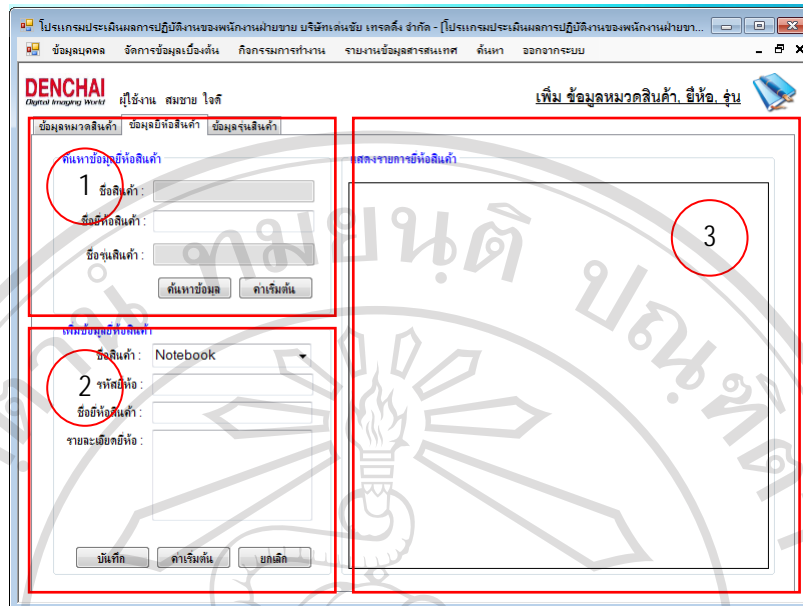 โปรแกรมประเมินผลการปฏิบัติงานของพนักงานฝ่ายขาย บริษัทเด่นชัย เทรดดิ้ง จำกัด - [โปรแกรมประเมินผลการปฏิบัติงานของพนักงานฝ่ายขา...
ข้อมูลบุคคล จัดการข้อมูลเบื้องต้น กิจกรรมการทำงาน รายงานข้อมูลสารสนเทศ ค้นหา ออกจากระบบ
DENCHAI
Digital Imaging World
ผู้ใช้งาน สมชาย ใจดี
เพิ่ม ข้อมูลหมวดสินค้า, ยี่ห้อ, รุ่น
ข้อมูลหมวดสินค้า ข้อมูลยี่ห้อสินค้า ข้อมูลรุ่นสินค้า
ค้นหาข้อมูลยี่ห้อสินค้า
1
ชื่อสินค้า :
ชื่อยี่ห้อสินค้า :
ชื่อรุ่นสินค้า :
ค้นหาข้อมูล ค่าเริ่มต้น
เพิ่มข้อมูลยี่ห้อสินค้า
ชื่อสินค้า : Notebook
2
รหัสยี่ห้อ :
ชื่อยี่ห้อสินค้า :
รายละเอียดยี่ห้อ :
บันทึก ค่าเริ่มต้น ยกเลิก
แสดงรายการยี่ห้อสินค้า
3